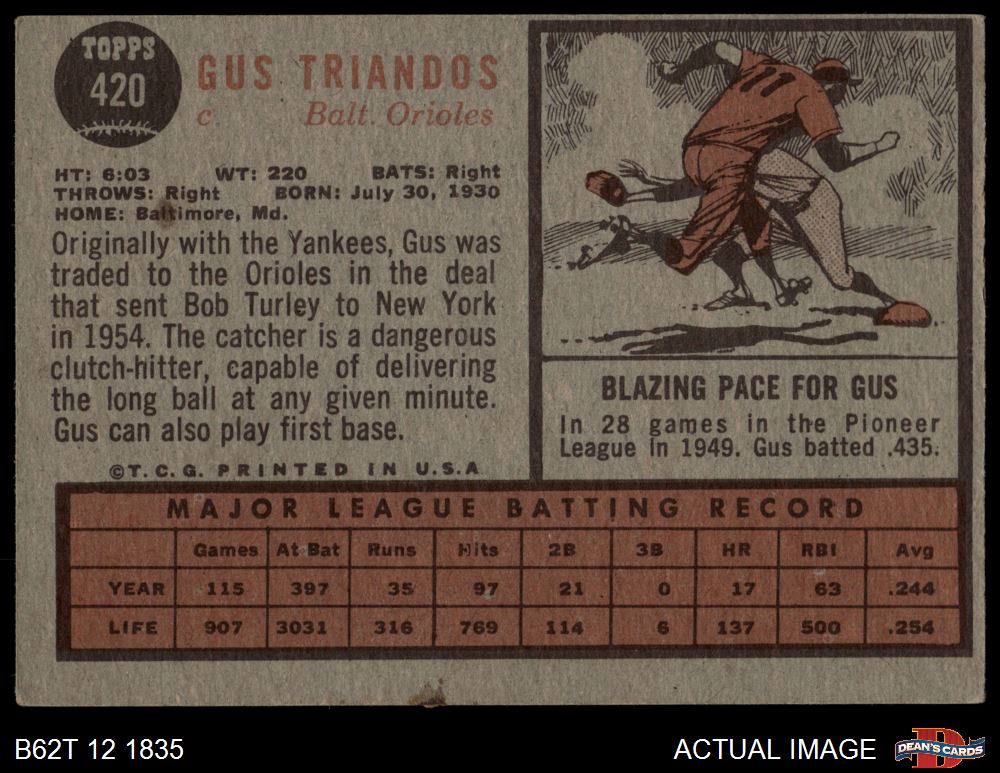 TOPPS
420
GUS TRIANDOS
c Balt. Orioles
HT: 6:03 WT: 220 BATS: Right
THROWS: Right BORN: July 30, 1930
HOME: Baltimore, Md.
Originally with the Yankees, Gus was
traded to the Orioles in the deal
that sent Bob Turley to New York
in 1954. The catcher is a dangerous
clutch-hitter, capable of delivering
the long ball at any given minute.
Gus can also play first base.
©T.C.G. PRINTED IN U.S.A
11
BLAZING PACE FOR GUS
In 28 games in the Pioneer
League in 1949. Gus batted .435.
MAJOR LEAGUE BATTING RECORD
Games At Bat Runs Hits 2B 3B HR RBI Avg
YEAR 115 397 35 97 21 0 17 63 .244
LIFE 907 3031 316 769 114 6 137 500 .254
B62T 12 1835 ACTUAL IMAGE
D
DEAN'S CARDS